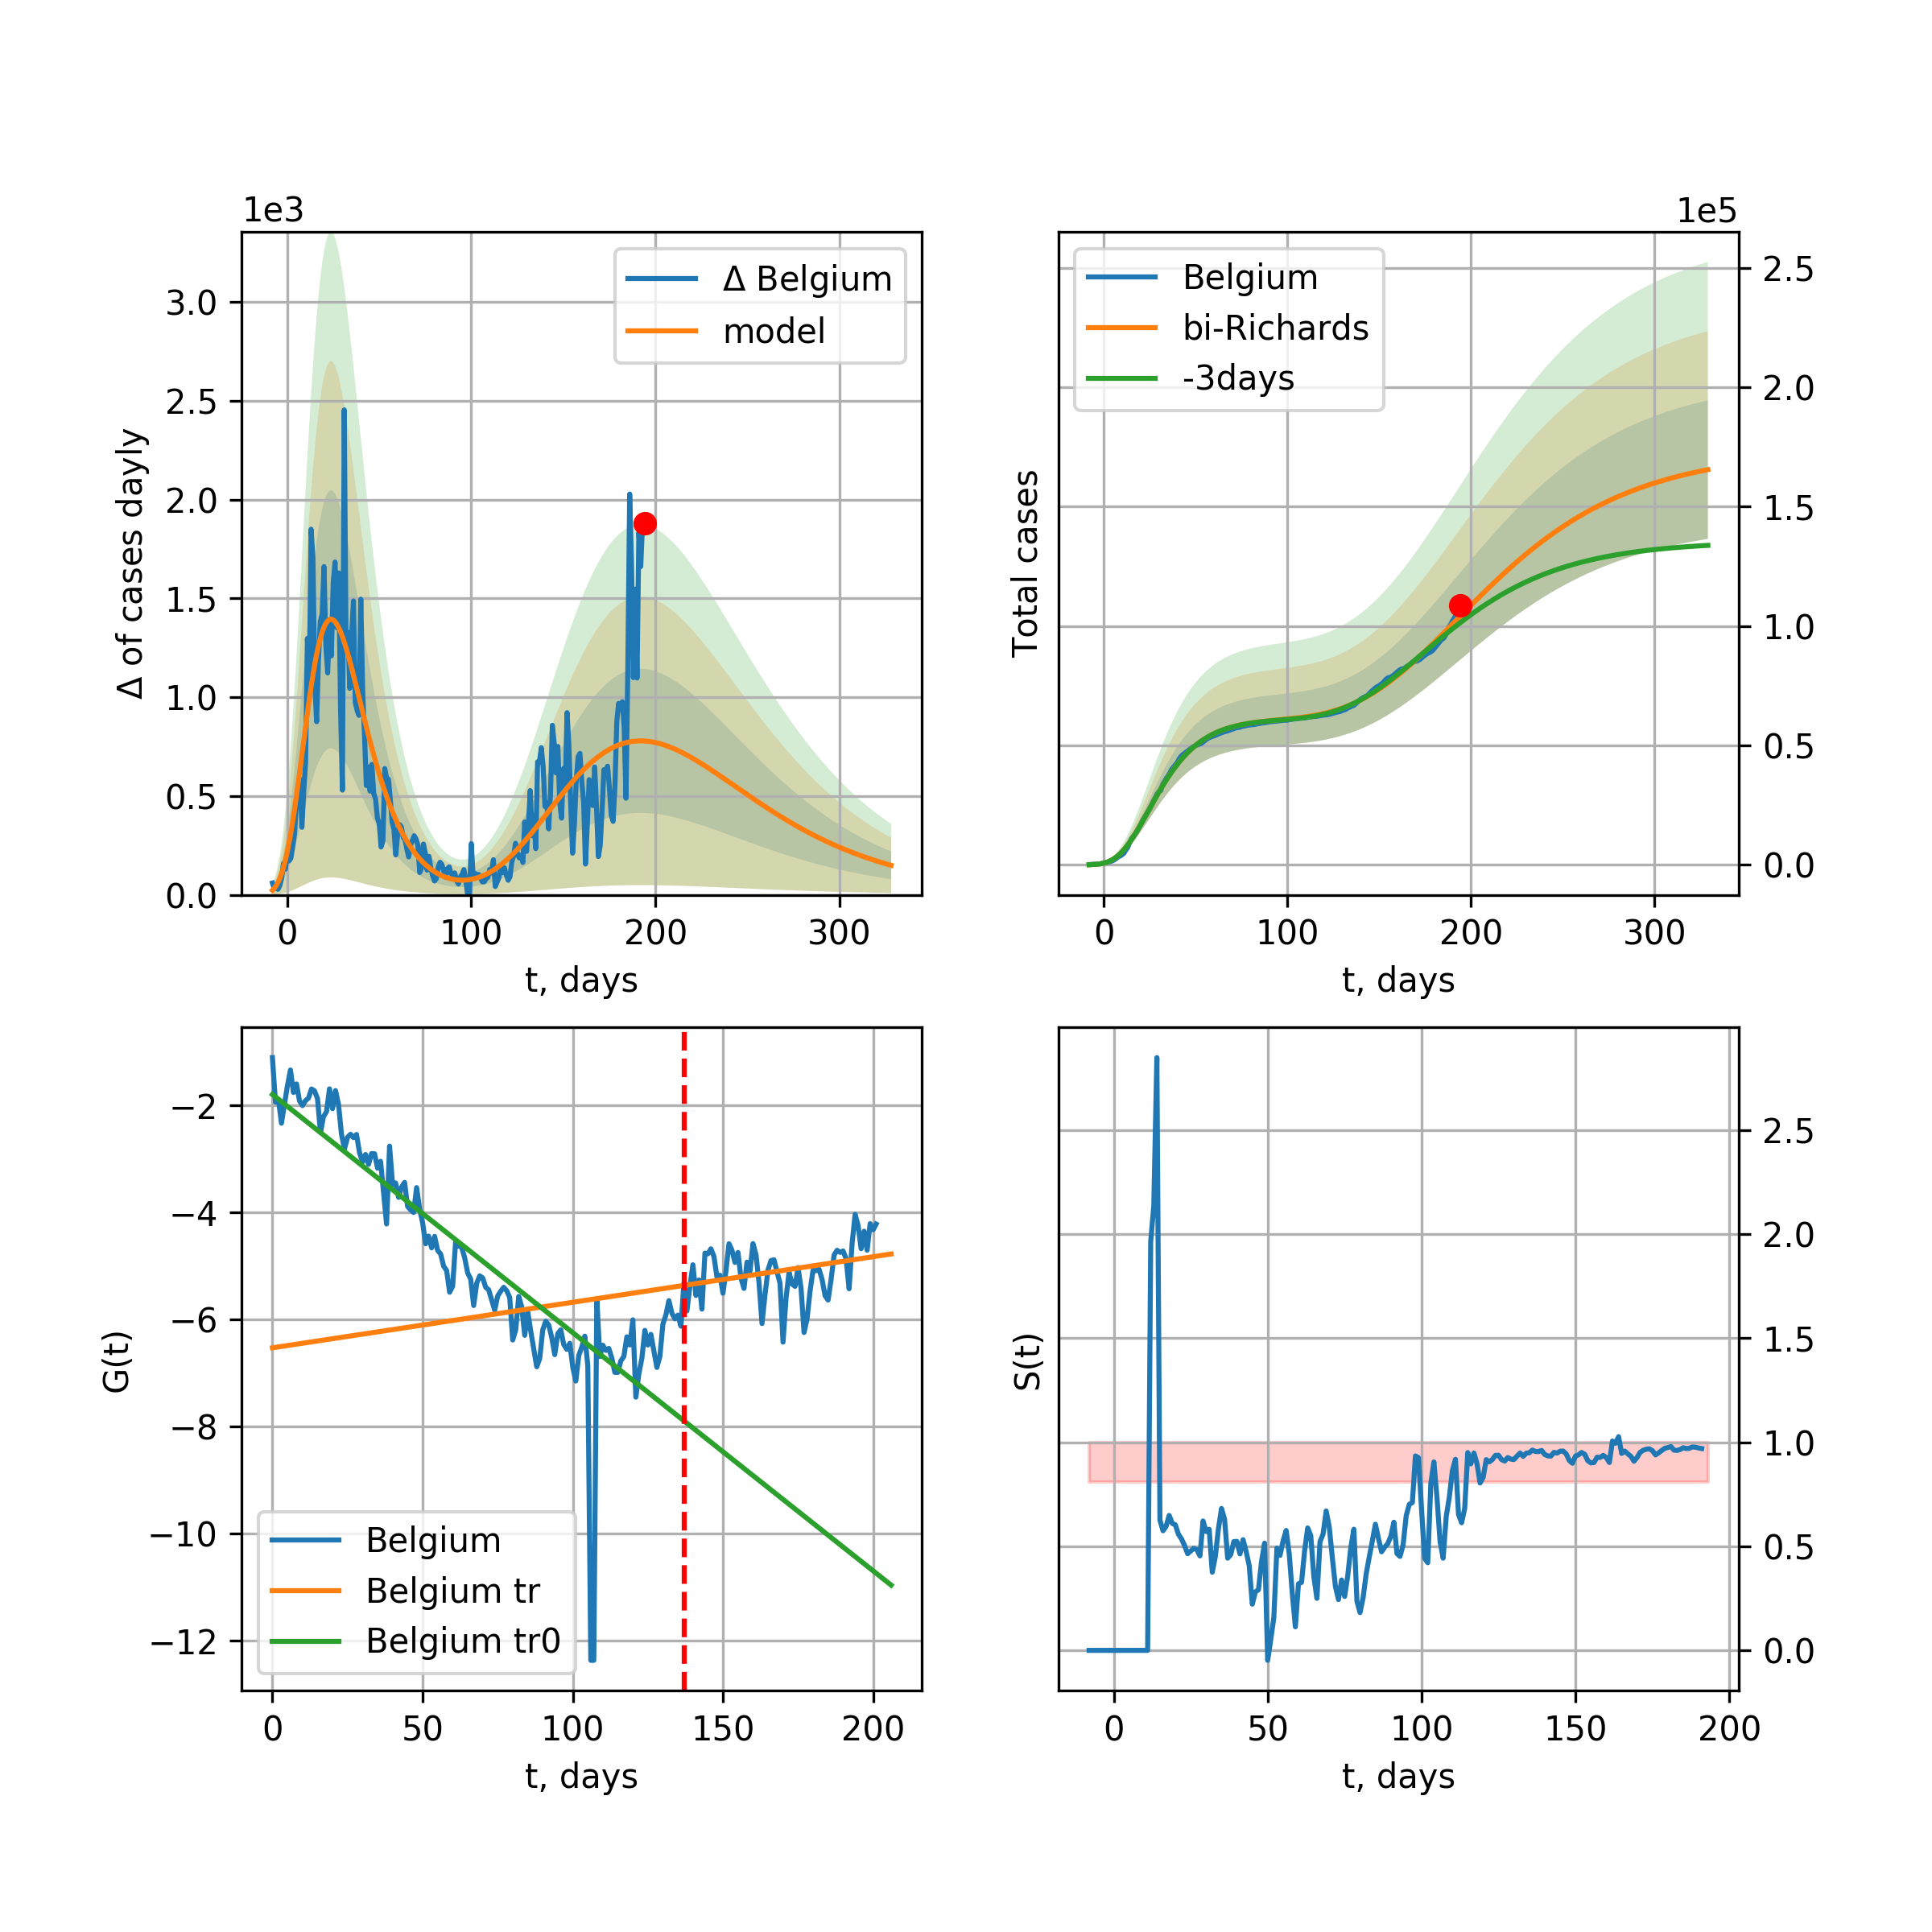 1e3
Δ of cases dayly
3.0
2.5
2.0
1.5
1.0
0.5
0.0
0 100 200 300
t, days
Δ Belgium
model
1e5
Total cases
2.5
2.0
1.5
1.0
0.5
0.0
0 100 200 300
t, days
Belgium
bi-Richards
-3days
G(t)
−2
−4
−6
−8
−10
−12
0 50 100 150 200
t, days
Belgium
Belgium tr
Belgium tr0
S(t)
2.5
2.0
1.5
1.0
0.5
0.0
0 50 100 150 200
t, days